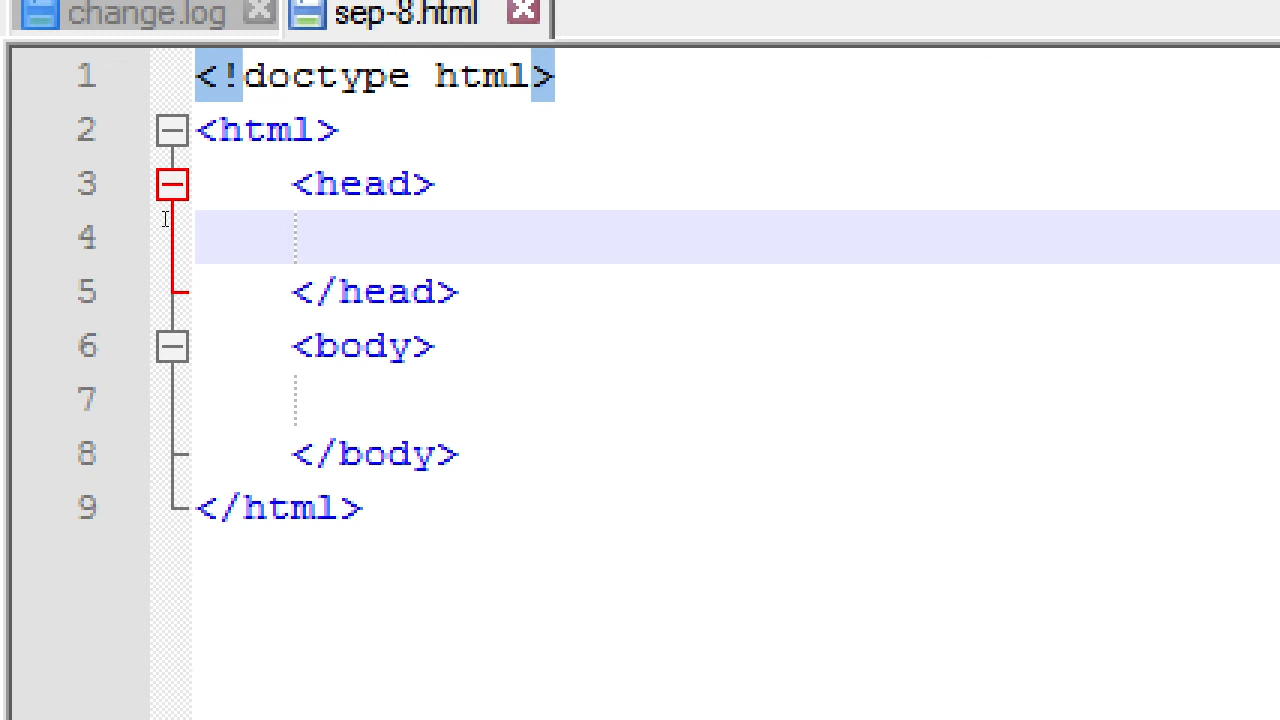 change.log sep-8.html
1 <!doctype html>
2 <html>
3 <head>
4
5 </head>
6 <body>
7
8 </body>
9 </html>